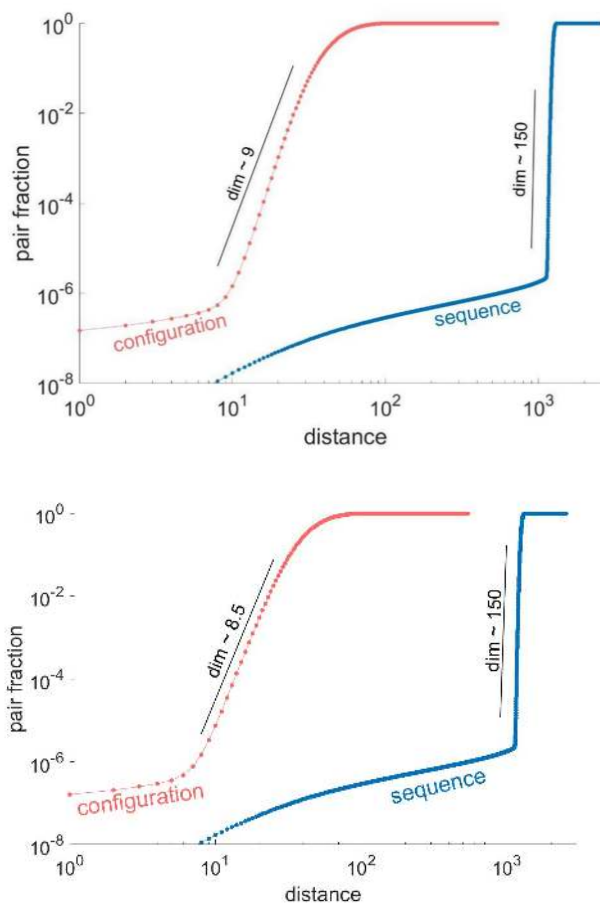 10^0
10^-2
10^-4
10^-6
10^-8
pair fraction
dim ~ 9
dim ~ 150
configuration
sequence
10^0 10^1 10^2 10^3
distance
10^0
10^-2
10^-4
10^-6
10^-8
pair fraction
dim ~ 8.5
dim ~ 150
configuration
sequence
10^0 10^1 10^2 10^3
distance